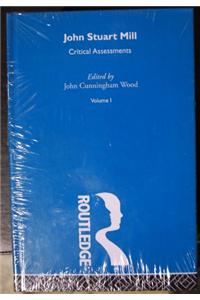 John Stuart Mill
Critical Assessments
Edited by
John Cunningham Wood
Volume I
ROUTLEDGE